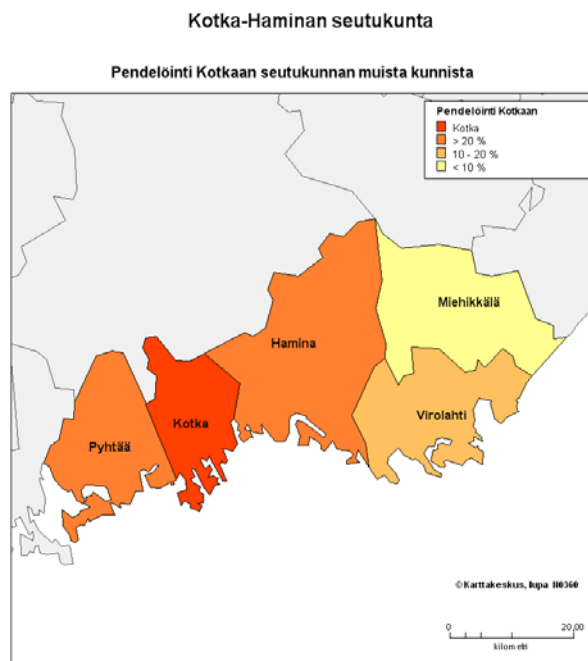 Kotka-Haminan seutukunta
Pendelöinti Kotkaan seutukunnan muista kunnista
Pendelöinti Kotkaan
Kotka
> 20 %
10 - 20 %
< 10 %
Miehikkälä
Hamina
Virolahti
Kotka
Pyhtää
©Karttakeskus, lupa II0360
0 20,00
kilometri